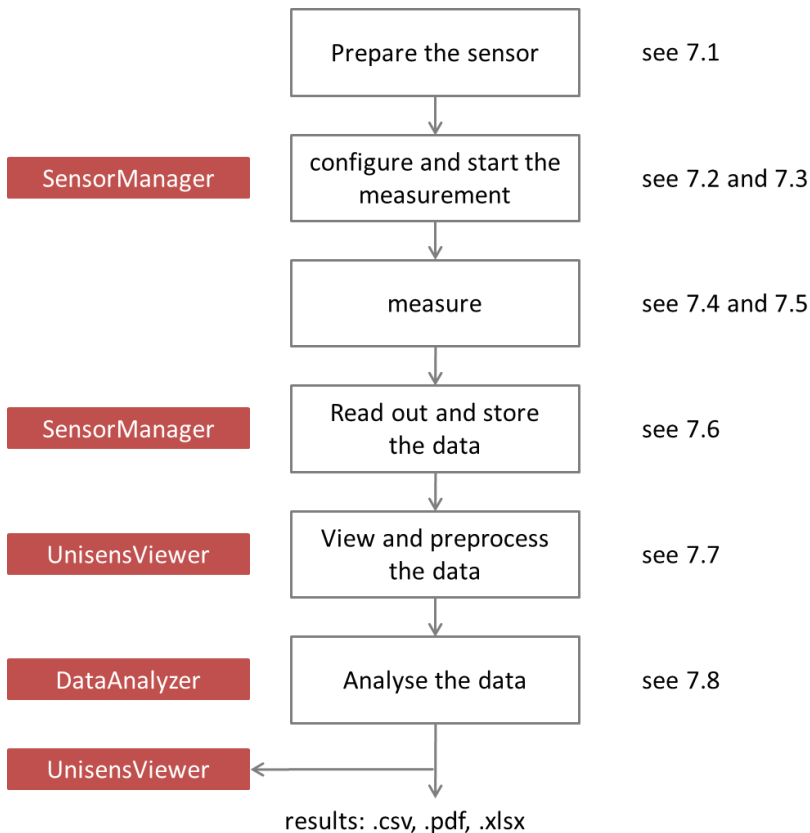 Prepare the sensor
see 7.1
SensorManager
configure and start the
measurement
see 7.2 and 7.3
measure
see 7.4 and 7.5
SensorManager
Read out and store
the data
see 7.6
UnisensViewer
View and preprocess
the data
see 7.7
DataAnalyzer
Analyse the data
see 7.8
UnisensViewer
results: .csv, .pdf, .xlsx